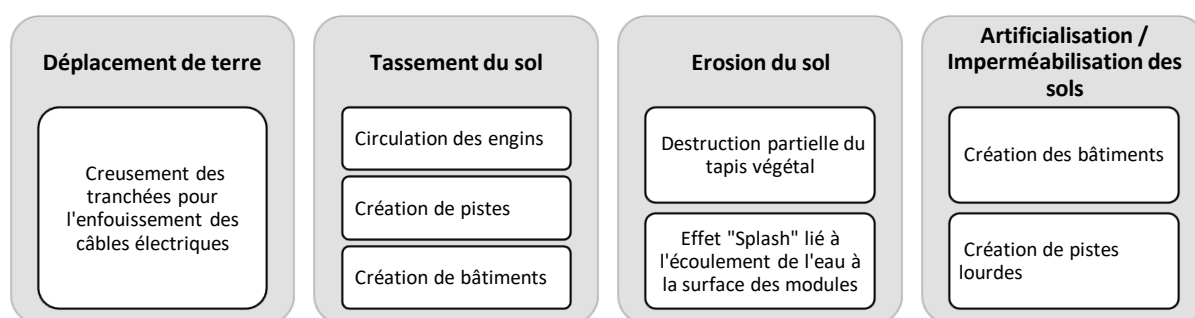 Déplacement de terre
Creusement des
tranchées pour
l'enfouissement des
câbles électriques
Tassement du sol
Circulation des engins
Création de pistes
Création de bâtiments
Erosion du sol
Destruction partielle du
tapis végétal
Effet "Splash" lié à
l'écoulement de l'eau à
la surface des modules
Artificialisation /
Imperméabilisation des
sols
Création des bâtiments
Création de pistes
lourdes